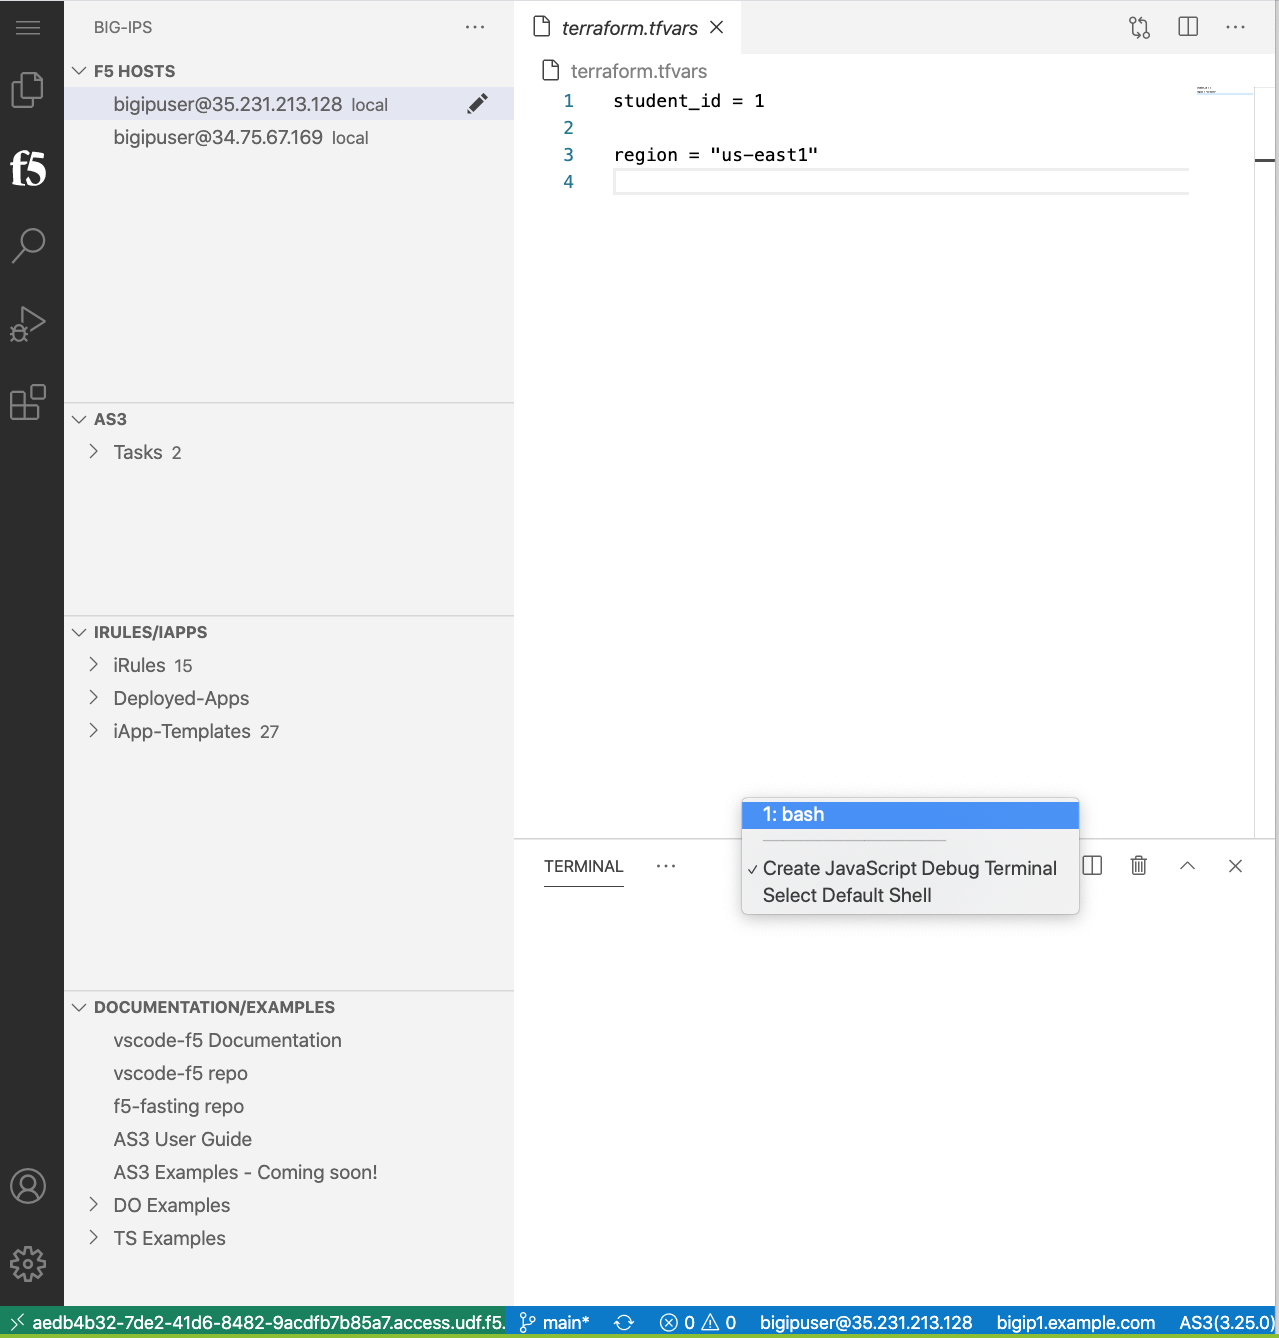 BIG-IPS
F5 HOSTS
bigipuser@35.231.213.128 local
bigipuser@34.75.67.169 local
f5
AS3
Tasks 2
IRULES/IAPPS
iRules 15
Deployed-Apps
iApp-Templates 27
DOCUMENTATION/EXAMPLES
vscode-f5 Documentation
vscode-f5 repo
f5-fasting repo
AS3 User Guide
AS3 Examples - Coming soon!
DO Examples
TS Examples
terraform.tfvars
terraform.tfvars
1 student_id = 1
2
3 region = "us-east1"
4
1: bash
TERMINAL
✓ Create JavaScript Debug Terminal
Select Default Shell
aedb4b32-7de2-41d6-8482-9acdfb7b85a7.access.udf.f5. main* 0 0 bigipuser@35.231.213.128 bigip1.example.com AS3(3.25.0)